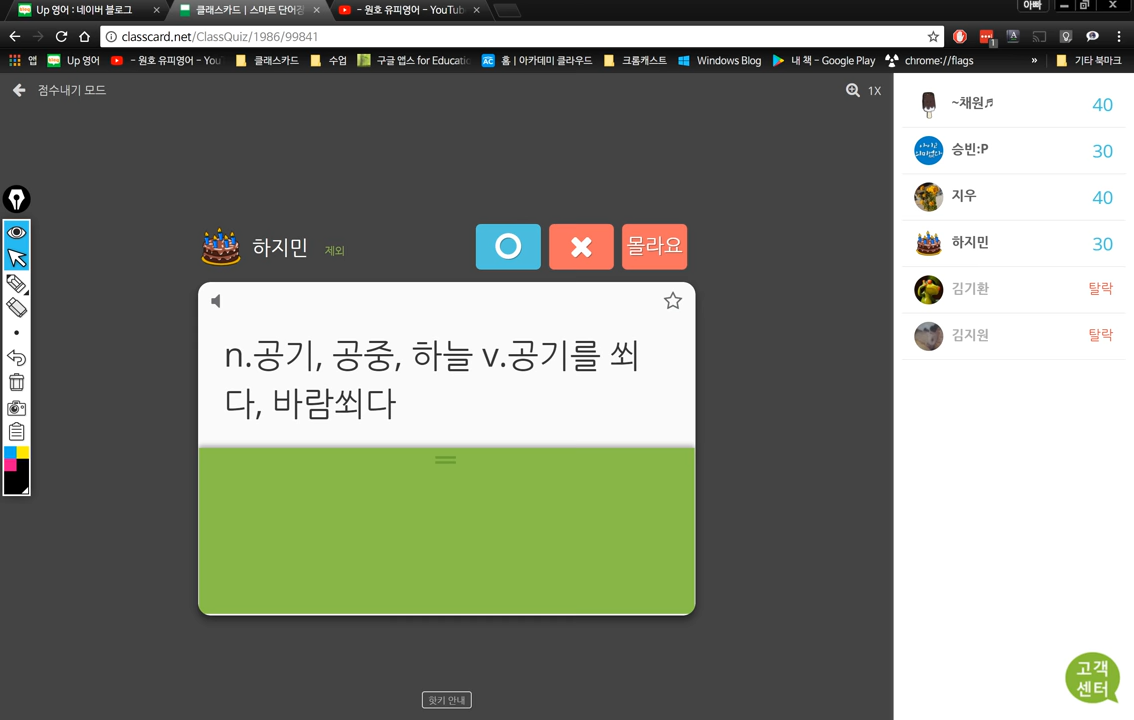 Up 영어 : 네이버 블로그
클래스카드 | 스마트 단어장
- 원호 유피영어 - YouTub
아빠
classcard.net/ClassQuiz/1986/99841
1
앱
Up 영어
- 원호 유피영어 - You
클래스카드
수업
구글 앱스 for Educatio
AC
홈 | 아카데미 클라우드
크롬캐스트
Windows Blog
내 책 - Google Play
chrome://flags
»
기타 북마크
점수내기 모드
1X
~채원♬ 40
승빈:P 30
지우 40
하지민 30
김기환 탈락
김지원 탈락
하지민 제외
몰라요
n.공기, 공중, 하늘 v.공기를 쐬
다, 바람쐬다
핫키 안내
고객
센터